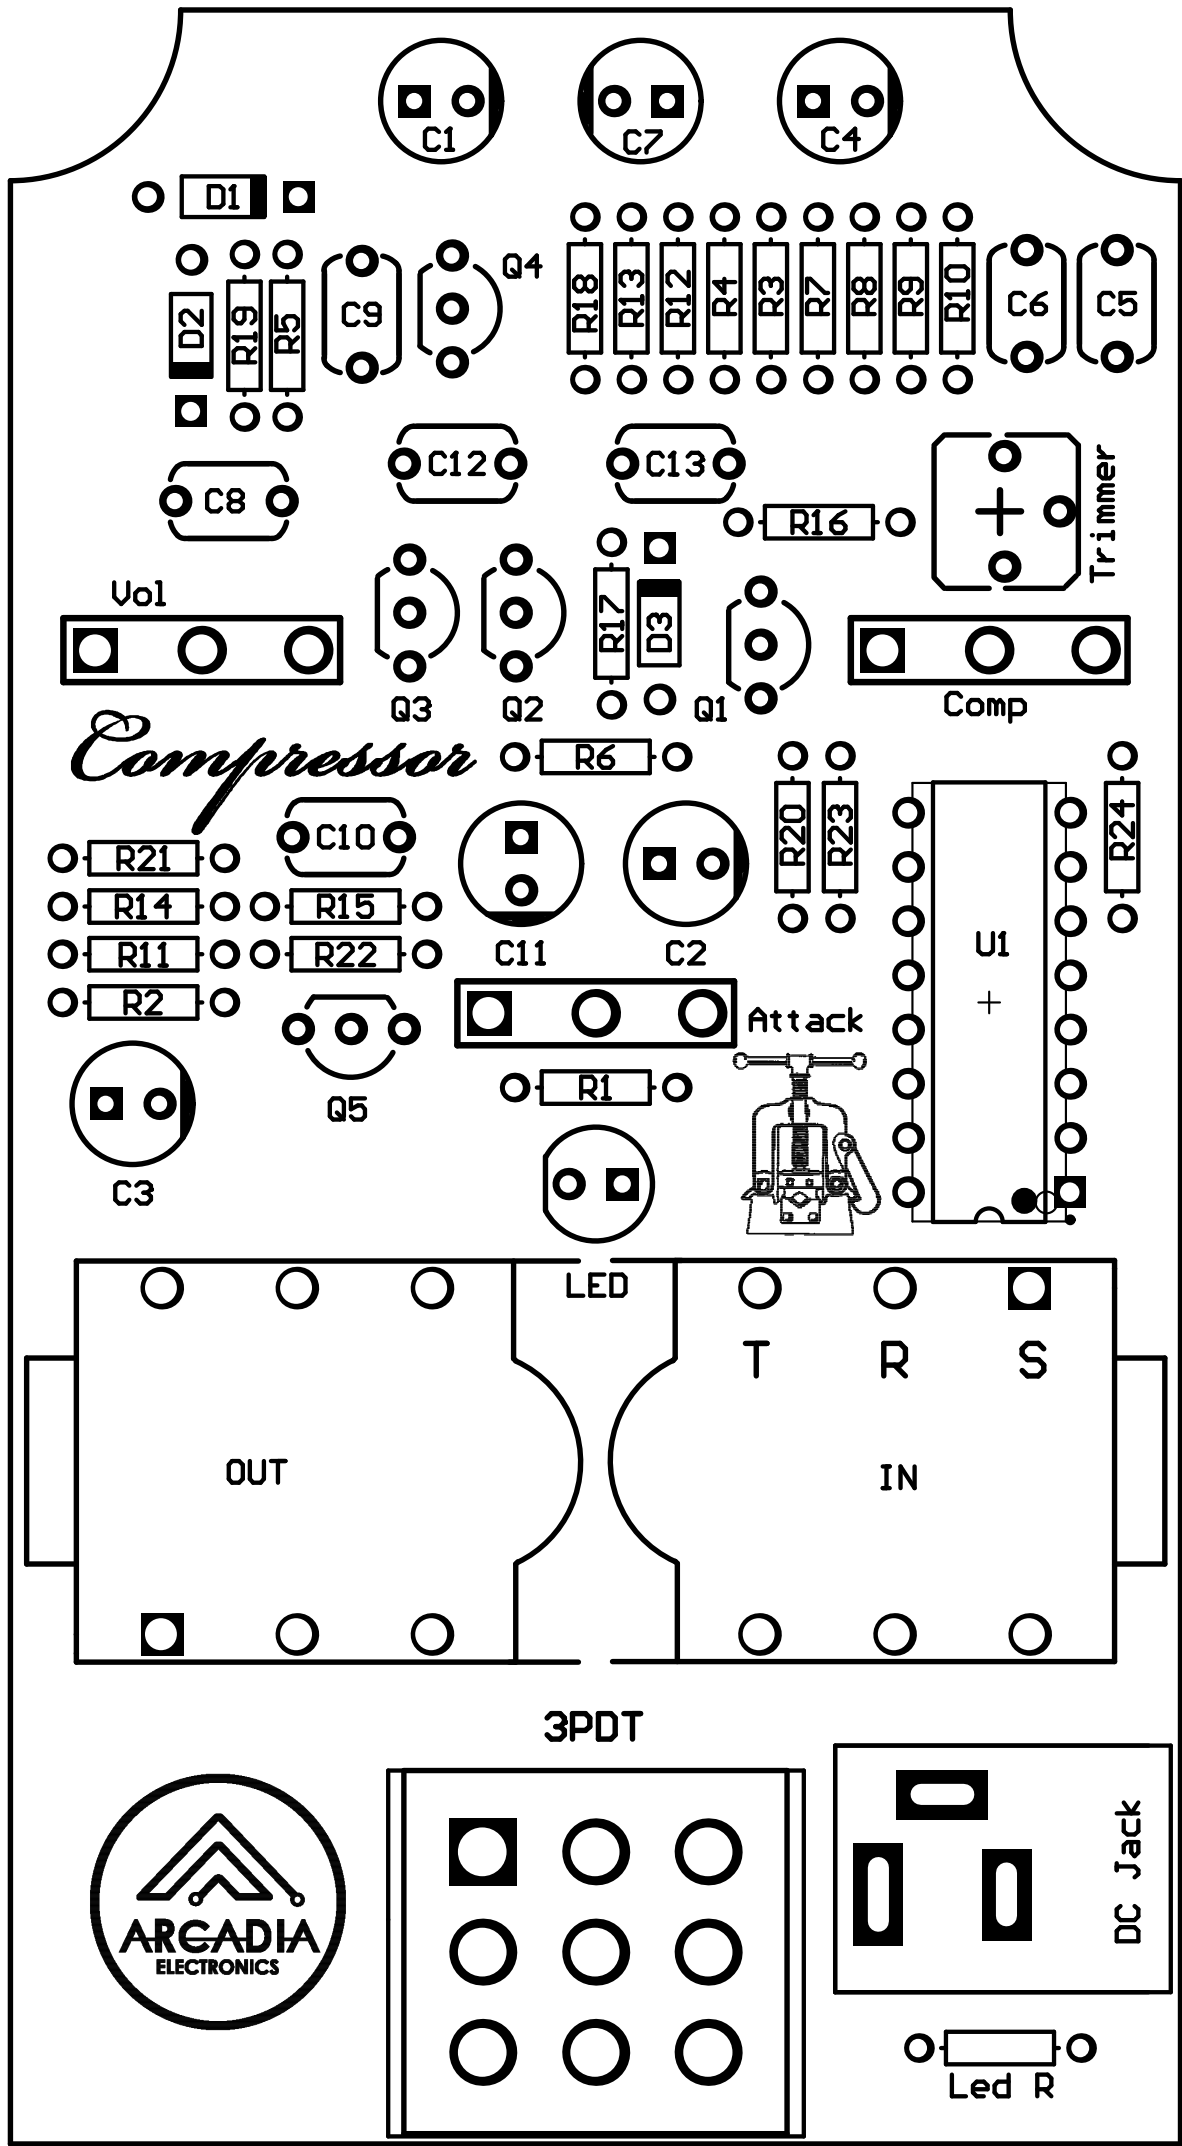 C1 C7 C4
D1
Q4
D2 R19 R5 C9 R18 R13 R12 R4 R3 R7 R8 R9 R10 C6 C5
C12 C13
C8 R16 Trimmer
Vol R17 D3
Q3 Q2 Q1 Comp
Compressor R6
C10 R20 R23 R24
R21
R14 R15
R11 R22 C11 C2 U1
R2 Attack
Q5 R1
C3
LED
T R S
OUT IN
3PDT
DC Jack
ARCADIA
ELECTRONICS
Led R